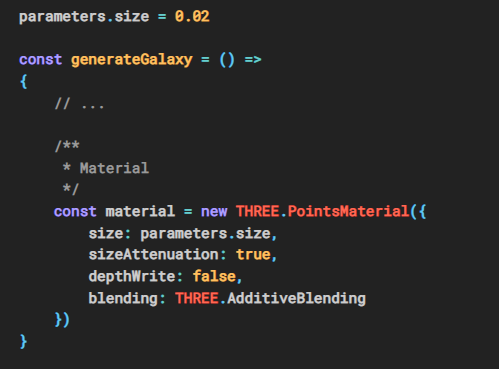 parameters.size = 0.02
const generateGalaxy = () =>
{
// ...
/**
* Material
*/
const material = new THREE.PointsMaterial({
size: parameters.size,
sizeAttenuation: true,
depthWrite: false,
blending: THREE.AdditiveBlending
})
}